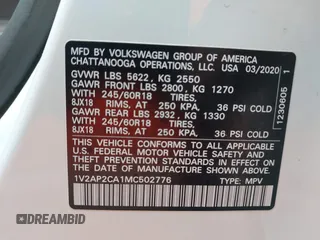 MFD. BY VOLKSWAGEN GROUP OF AMERICA
CHATTANOOGA OPERATIONS, LLC. USA 03/2020
GVWR LBS 5622, KG 2550
GAWR FRONT LBS 2800, KG 1270
WITH 245/60R18 TIRES,
8JX18 RIMS, AT 250 KPA. 36 PSI COLD
GAWR REAR LBS 2932, KG 1330
WITH 245/60R18 TIRES,
8JX18 RIMS, AT 250 KPA. 36 PSI COLD
THIS VEHICLE CONFORMS TO ALL APPLICABLE
U.S. FEDERAL MOTOR VEHICLE SAFETY AND
THEFT PREVENTION STANDARDS IN EFFECT ON
THE DATE OF MANUFACTURE SHOWN ABOVE.
1V2AP2CA1MC502776 TYPE: MPV
1230605 1
CARDBIDDB